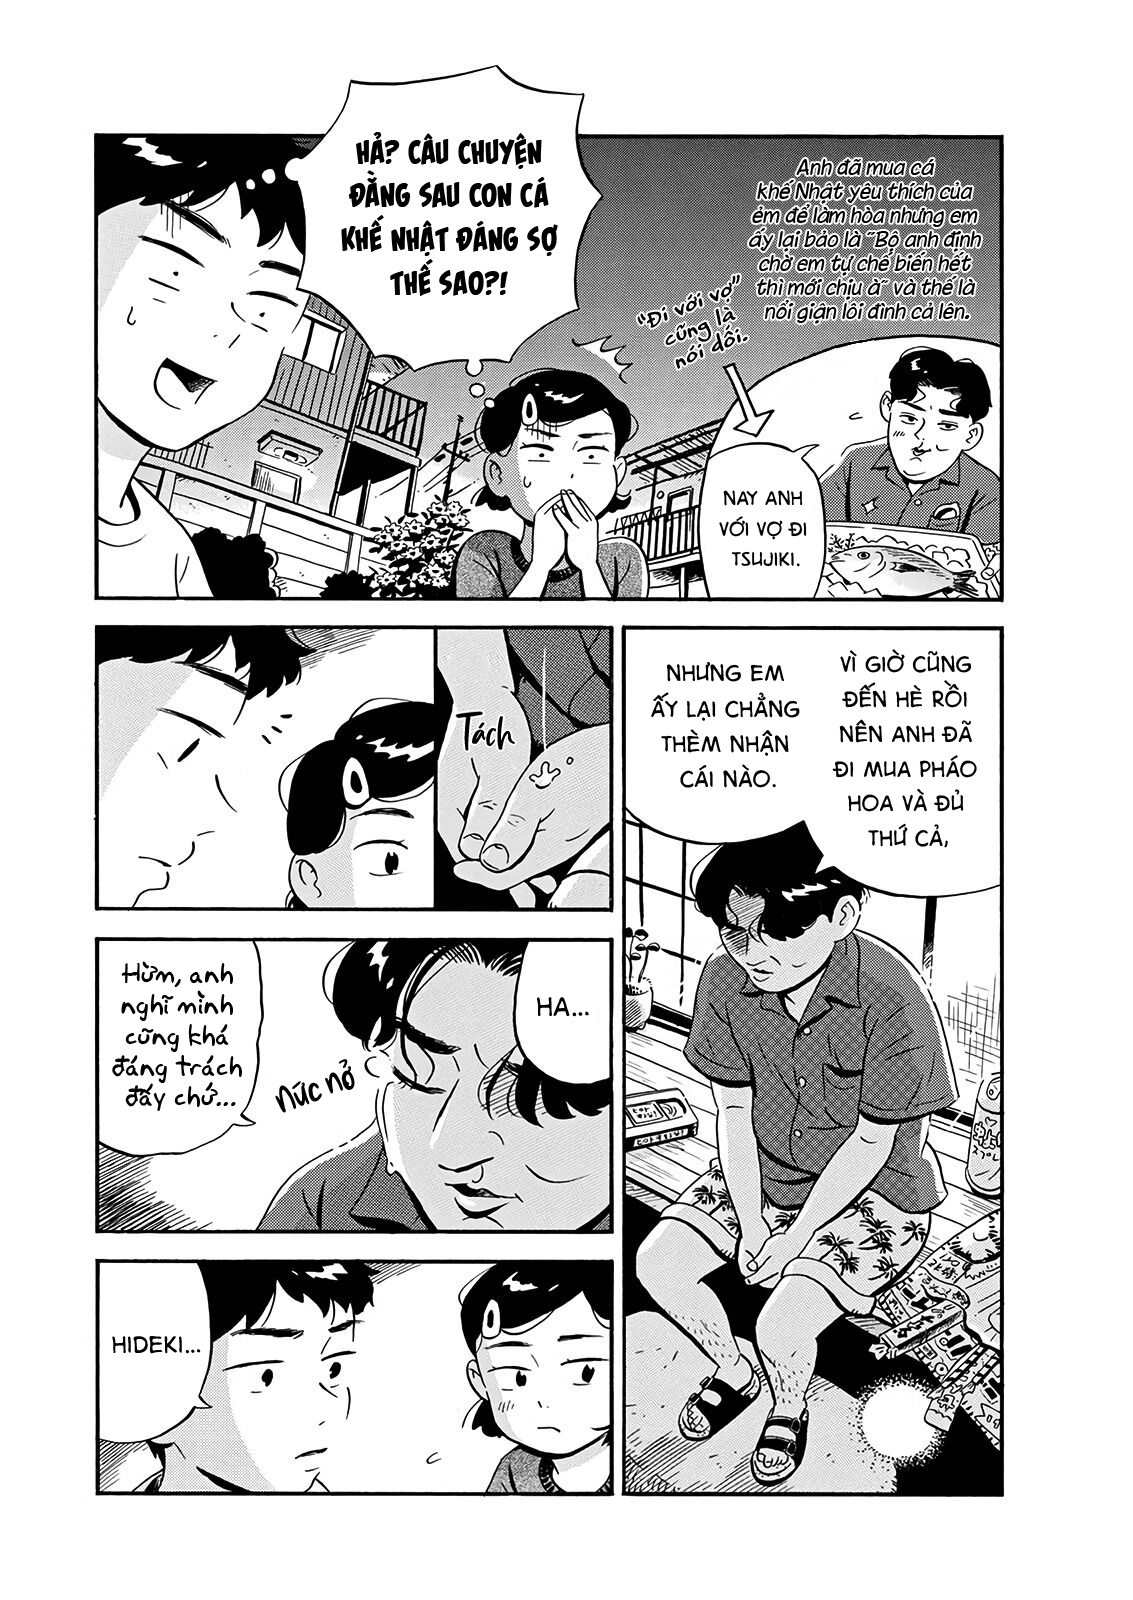 Anh đã mua cá
khế Nhật yêu thích của
em để làm hòa nhưng em
ấy lại bảo là "Bộ anh định
chờ em tự chế biến hết
thì mới chịu à" và thế là
nổi giận lôi đình cả lên.
HẢ? CÂU CHUYỆN
ĐẰNG SAU CON CÁ
KHẾ NHẬT ĐÁNG SỢ
THẾ SAO?!
"Đi với vợ"
cũng là
nói dối.
NAY ANH
VỚI VỢ ĐI
TSUJIKI.
VÌ GIỜ CŨNG
ĐẾN HÈ RỒI
NÊN ANH ĐÃ
ĐI MUA PHÁO
HOA VÀ ĐỦ
THỨ CẢ,
NHƯNG EM
ẤY LẠI CHẲNG
THÈM NHẬN
CÁI NÀO.
Tách
HA...
Nức nở
Hừm, anh
nghĩ mình
cũng khá
đáng trách
đấy chứ...
HIDEKI...